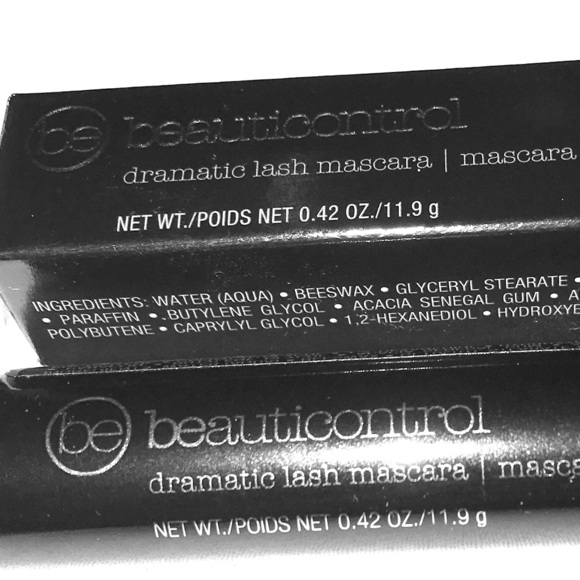 be beauticontrol
dramatic lash mascara | mascara
NET WT./POIDS NET 0.42 OZ./11.9 g
INGREDIENTS: WATER (AQUA) • BEESWAX • GLYCERYL STEARATE •
• PARAFFIN • BUTYLENE GLYCOL • ACACIA SENEGAL GUM • A
POLYBUTENE • CAPRYLYL GLYCOL • 1,2-HEXANEDIOL • HYDROXYE
be beauticontrol
dramatic lash mascara | masca
NET WT./POIDS NET 0.42 OZ./11.9 g